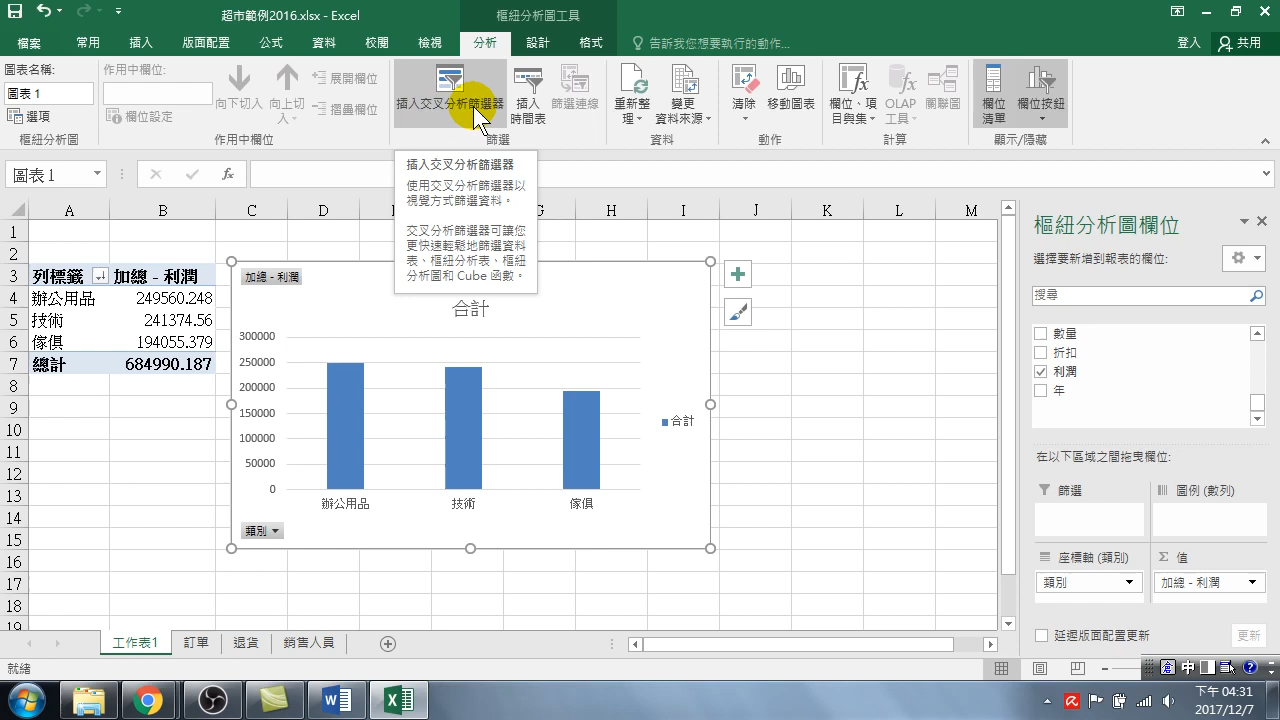 超市範例2016.xlsx - Excel
樞紐分析圖工具
檔案 常用 插入 版面配置 公式 資料 校閱 檢視 分析 設計 格式 告訴我您想要執行的動作... 登入 共用
圖表名稱:
圖表 1
選項
樞紐分析圖
作用中欄位:
欄位設定
向下切入
向上切入
展開欄位
摺疊欄位
作用中欄位
插入交叉分析篩選器
插入
時間表
篩選連線
篩選
重新整
理
變更
資料來源
資料
清除
移動圖表
動作
欄位、項
目與集
OLAP
工具
關聯圖
計算
欄位
清單
欄位按鈕
顯示/隱藏
圖表 1
fx
插入交叉分析篩選器
使用交叉分析篩選器以
視覺方式篩選資料。
交叉分析篩選器可讓您
更快速輕鬆地篩選資料
表、樞紐分析表、樞紐
分析圖和 Cube 函數。
A B C D G H I J K L M
1
2
3 列標籤 加總 - 利潤
4 辦公用品 249560.248
5 技術 241374.56
6 傢俱 194055.379
7 總計 684990.187
8
9
10
11
12
13
14
15
16
17
18
19
加總 - 利潤
合計
300000
250000
200000
150000
100000
50000
0
辦公用品 技術 傢俱
合計
類別
樞紐分析圖欄位
選擇要新增到報表的欄位:
搜尋
數量
折扣
利潤
年
在以下區域之間拖曳欄位:
篩選 圖例 (數列)
座標軸 (類別) Σ 值
類別 加總 - 利潤
延遲版面配置更新 更新
工作表1 訂單 退貨 銷售人員
就緒
中
下午 04:31
2017/12/7